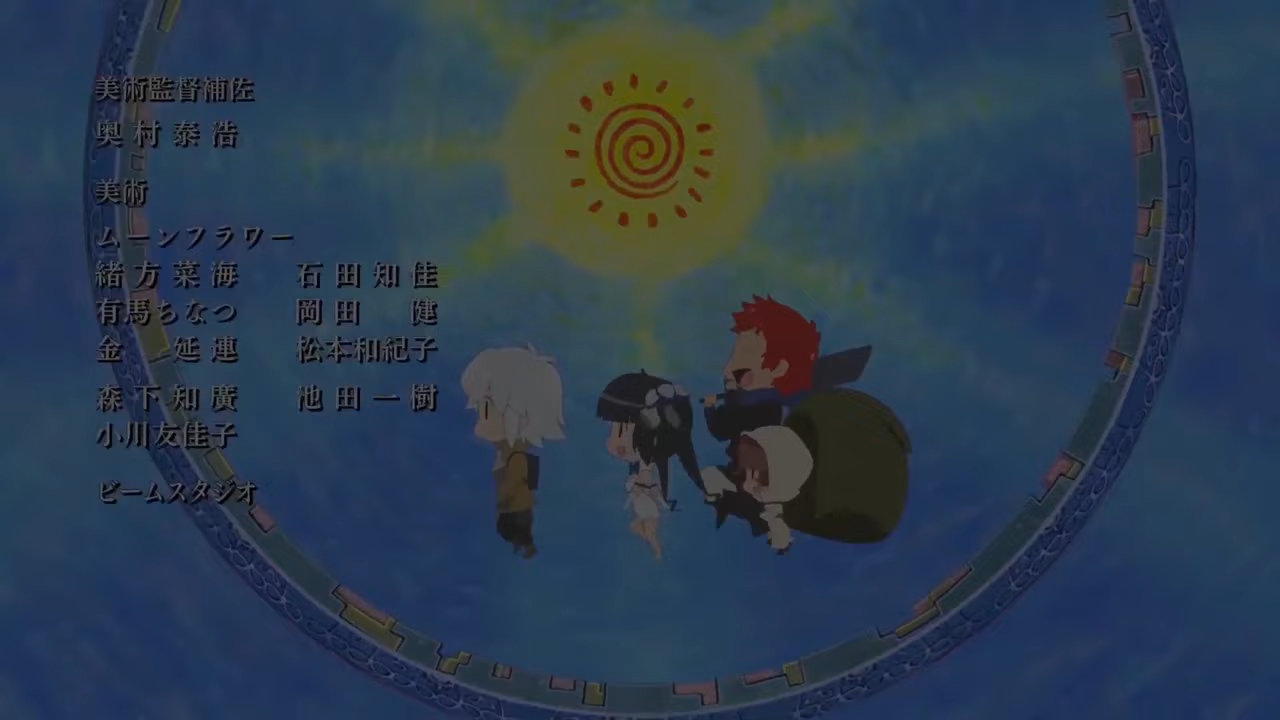 美術監督補佐
奥村泰浩
美術
ムーンフラワー
緒方菜海 石田知佳
有馬ちなつ 岡田 健
金 延連 松本和紀子
森下知廣 池田一樹
小川友佳子
ビームスタジオ